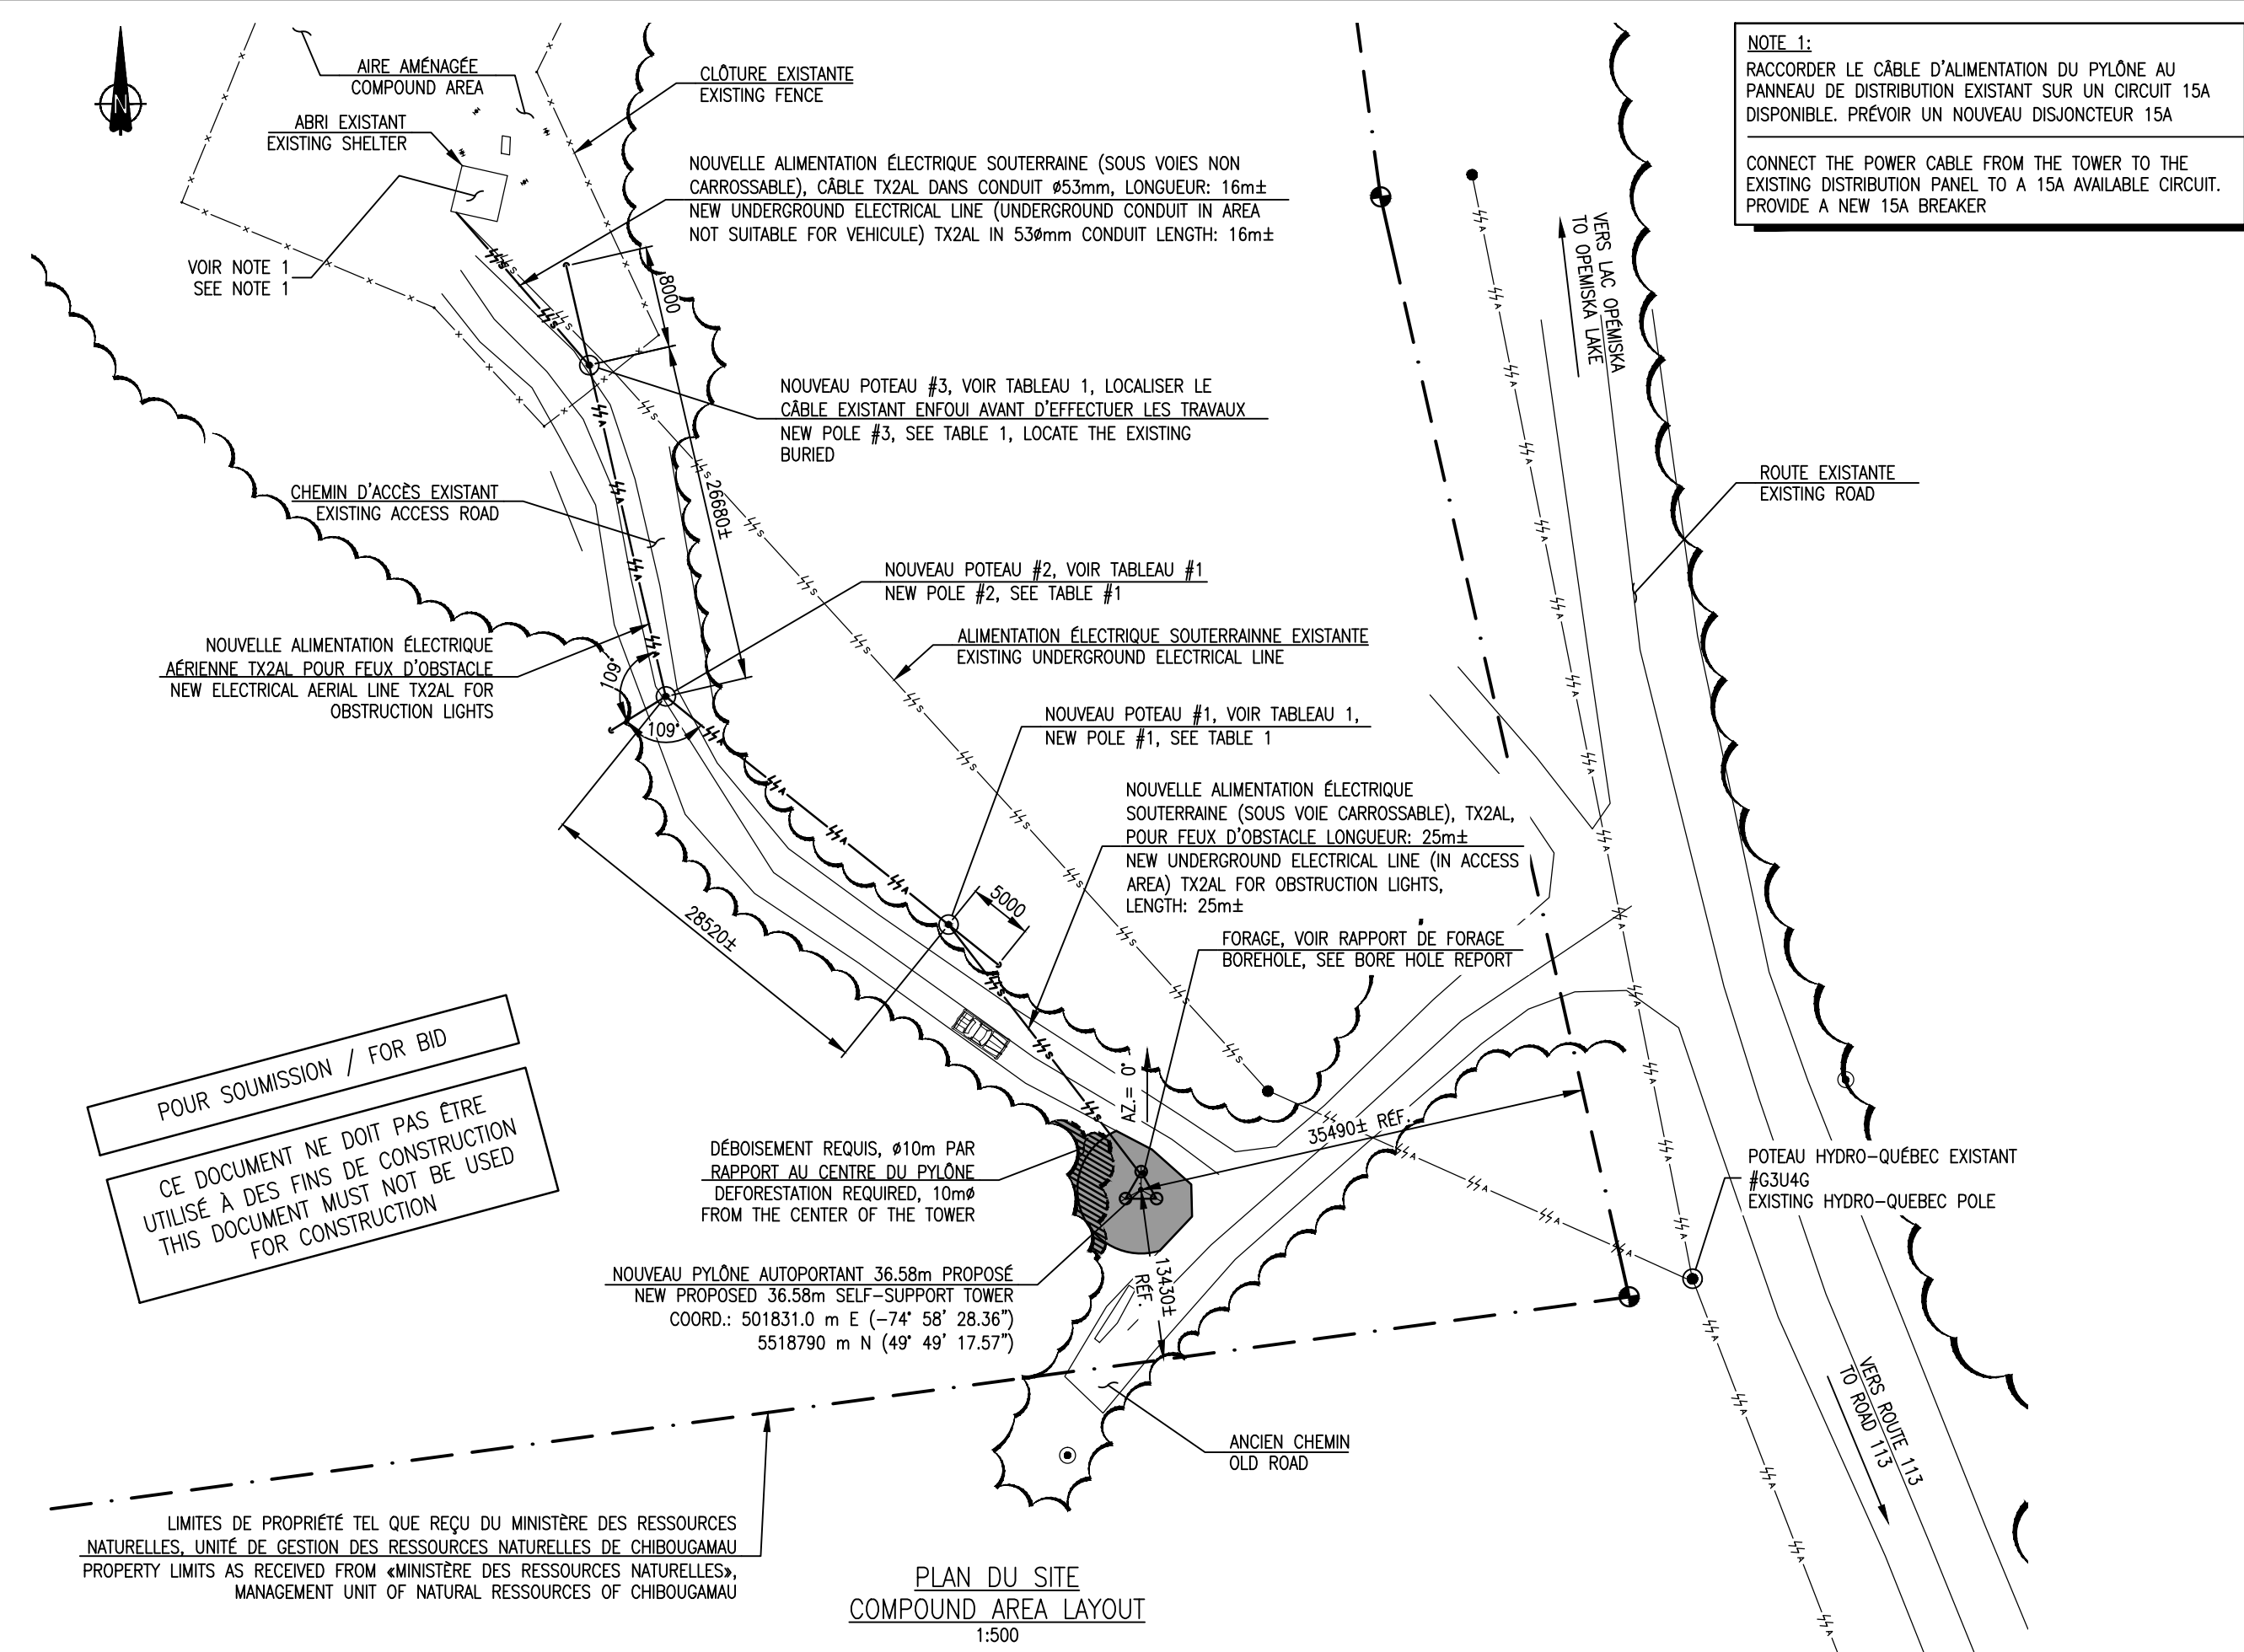 NOTE 1:
RACCORDER LE CÂBLE D'ALIMENTATION DU PYLÔNE AU
PANNEAU DE DISTRIBUTION EXISTANT SUR UN CIRCUIT 15A
DISPONIBLE. PRÉVOIR UN NOUVEAU DISJONCTEUR 15A
CONNECT THE POWER CABLE FROM THE TOWER TO THE
EXISTING DISTRIBUTION PANEL TO A 15A AVAILABLE CIRCUIT.
PROVIDE A NEW 15A BREAKER
N
AIRE AMÉNAGÉE
COMPOUND AREA
CLÔTURE EXISTANTE
EXISTING FENCE
ABRI EXISTANT
EXISTING SHELTER
NOUVELLE ALIMENTATION ÉLECTRIQUE SOUTERRAINE (SOUS VOIES NON
CARROSSABLE), CÂBLE TX2AL DANS CONDUIT ø53mm, LONGUEUR: 16m±
NEW UNDERGROUND ELECTRICAL LINE (UNDERGROUND CONDUIT IN AREA
NOT SUITABLE FOR VEHICULE) TX2AL IN 53ømm CONDUIT LENGTH: 16m±
VOIR NOTE 1
SEE NOTE 1
8000
VERS LAC OPÉMISKA
TO OPEMISKA LAKE
NOUVEAU POTEAU #3, VOIR TABLEAU 1, LOCALISER LE
CÂBLE EXISTANT ENFOUI AVANT D'EFFECTUER LES TRAVAUX
NEW POLE #3, SEE TABLE 1, LOCATE THE EXISTING
BURIED
ROUTE EXISTANTE
EXISTING ROAD
CHEMIN D'ACCÈS EXISTANT
EXISTING ACCESS ROAD
26680±
NOUVEAU POTEAU #2, VOIR TABLEAU #1
NEW POLE #2, SEE TABLE #1
ALIMENTATION ÉLECTRIQUE SOUTERRAINNE EXISTANTE
EXISTING UNDERGROUND ELECTRICAL LINE
NOUVELLE ALIMENTATION ÉLECTRIQUE
AÉRIENNE TX2AL POUR FEUX D'OBSTACLE
NEW ELECTRICAL AERIAL LINE TX2AL FOR
OBSTRUCTION LIGHTS
109°
109°
NOUVEAU POTEAU #1, VOIR TABLEAU 1,
NEW POLE #1, SEE TABLE 1
NOUVELLE ALIMENTATION ÉLECTRIQUE
SOUTERRAINE (SOUS VOIE CARROSSABLE), TX2AL,
POUR FEUX D'OBSTACLE LONGUEUR: 25m±
NEW UNDERGROUND ELECTRICAL LINE (IN ACCESS
AREA) TX2AL FOR OBSTRUCTION LIGHTS,
LENGTH: 25m±
5000
28520±
FORAGE, VOIR RAPPORT DE FORAGE
BOREHOLE, SEE BORE HOLE REPORT
POUR SOUMISSION / FOR BID
CE DOCUMENT NE DOIT PAS ÊTRE
UTILISÉ À DES FINS DE CONSTRUCTION
THIS DOCUMENT MUST NOT BE USED
FOR CONSTRUCTION
AZ.= 0°
35490± RÉF.
DÉBOISEMENT REQUIS, ø10m PAR
RAPPORT AU CENTRE DU PYLÔNE
DEFORESTATION REQUIRED, 10mø
FROM THE CENTER OF THE TOWER
POTEAU HYDRO-QUÉBEC EXISTANT
#G3U4G
EXISTING HYDRO-QUEBEC POLE
NOUVEAU PYLÔNE AUTOPORTANT 36.58m PROPOSÉ
NEW PROPOSED 36.58m SELF-SUPPORT TOWER
COORD.: 501831.0 m E (-74° 58' 28.36")
5518790 m N (49° 49' 17.57")
13430±
RÉF.
VERS ROUTE 113
TO ROAD 113
ANCIEN CHEMIN
OLD ROAD
LIMITES DE PROPRIÉTÉ TEL QUE REÇU DU MINISTÈRE DES RESSOURCES
NATURELLES, UNITÉ DE GESTION DES RESSOURCES NATURELLES DE CHIBOUGAMAU
PROPERTY LIMITS AS RECEIVED FROM «MINISTÈRE DES RESSOURCES NATURELLES»,
MANAGEMENT UNIT OF NATURAL RESSOURCES OF CHIBOUGAMAU
PLAN DU SITE
COMPOUND AREA LAYOUT
1:500